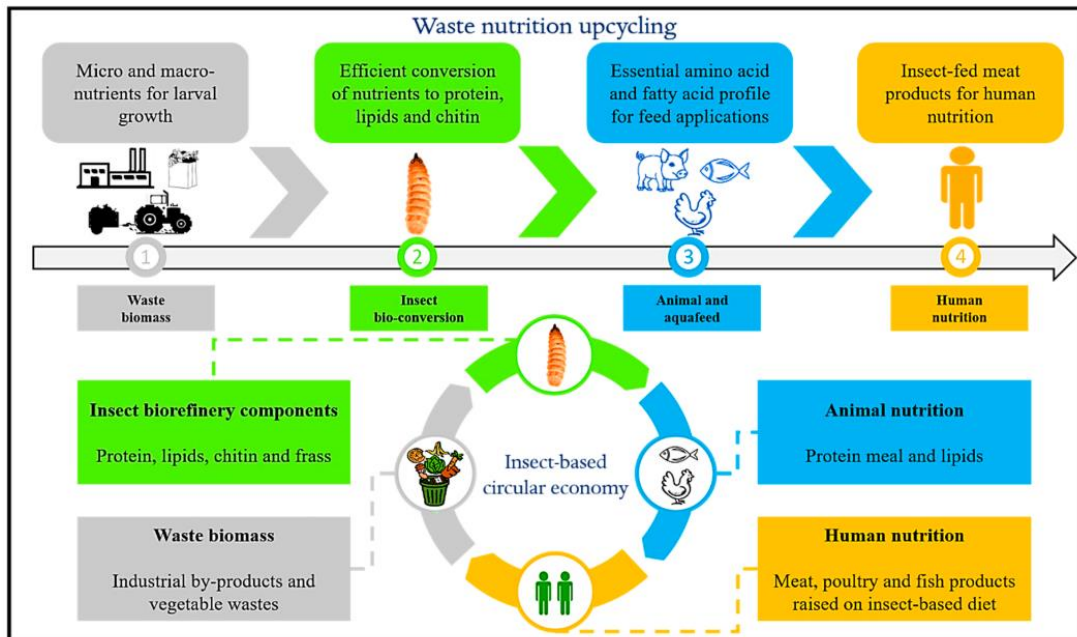 Waste nutrition upcycling
Micro and macro-
nutrients for larval
growth
Efficient conversion
of nutrients to protein,
lipids and chitin
Essential amino acid
and fatty acid profile
for feed applications
Insect-fed meat
products for human
nutrition
1
2
3
4
Waste
biomass
Insect
bio-conversion
Animal and
aquafeed
Human
nutrition
Insect biorefinery components
Protein, lipids, chitin and frass
Waste biomass
Industrial by-products and
vegetable wastes
Insect-based
circular economy
Animal nutrition
Protein meal and lipids
Human nutrition
Meat, poultry and fish products
raised on insect-based diet